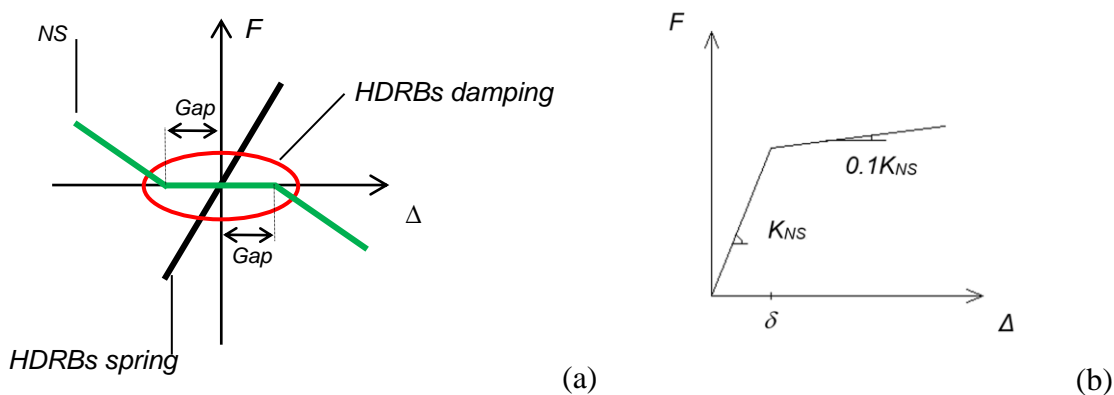 NS
F
Gap
HDRBs damping
Δ
Gap
HDRBs spring
(a)
F
0.1KNS
KNS
δ
Δ
(b)